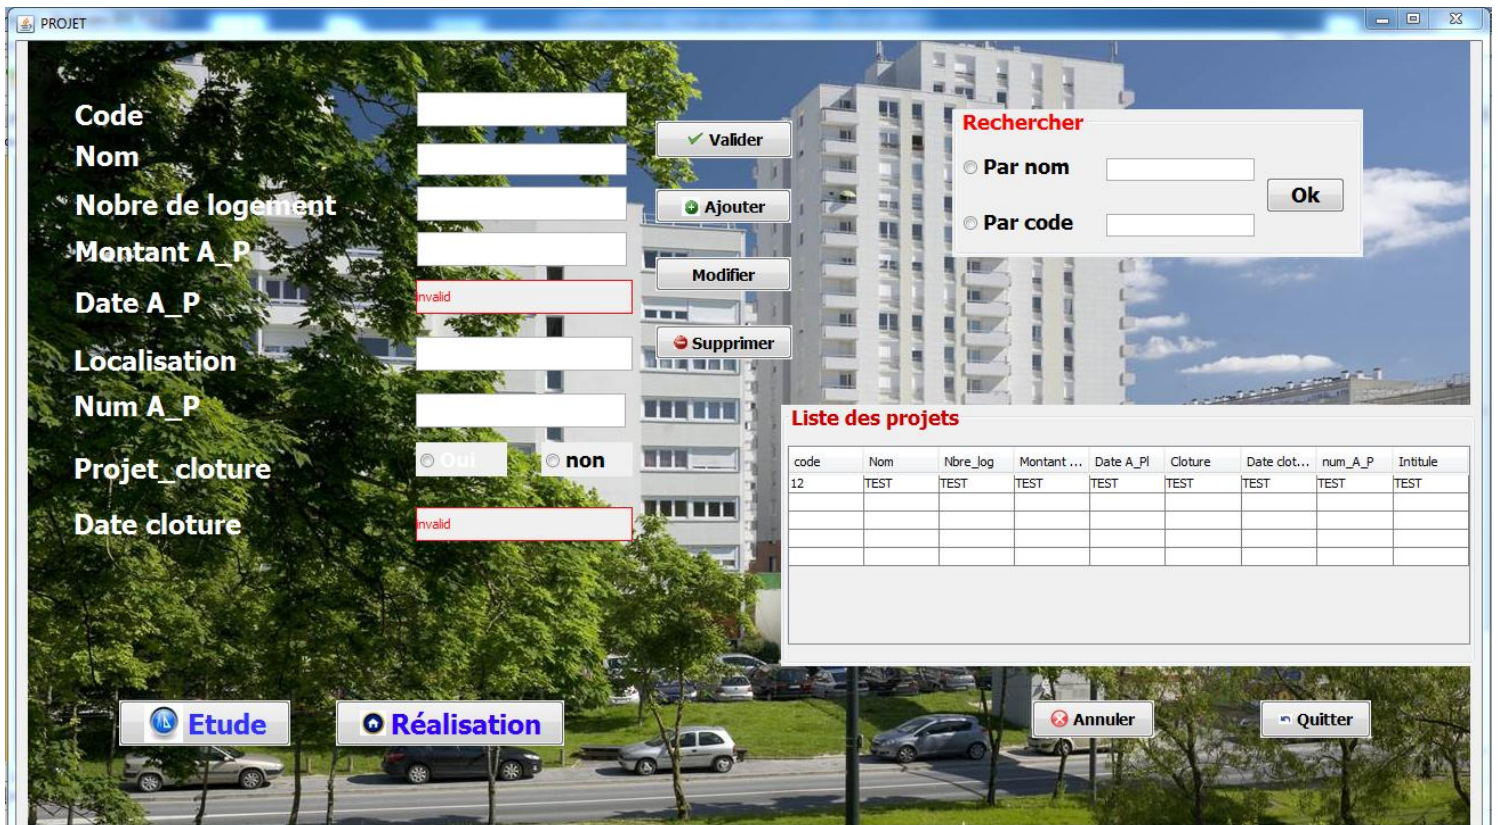 PROJET
Code
Nom
Nobre de logement
Montant A_P
Date A_P
invalid
Localisation
Num A_P
Projet_cloture
Oui
non
Date cloture
invalid
Valider
Ajouter
Modifier
Supprimer
Rechercher
Par nom
Par code
Ok
Liste des projets
code Nom Nbre_log Montant ... Date A_Pl Cloture Date clot... num_A_P Intitule
12 TEST TEST TEST TEST TEST TEST TEST TEST
Etude
Réalisation
Annuler
Quitter